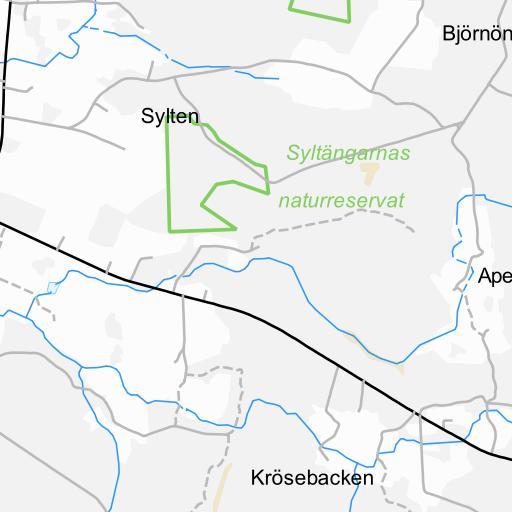 Björnön
Sylten
Syltängarnas
naturreservat
Ape
Krösebacken